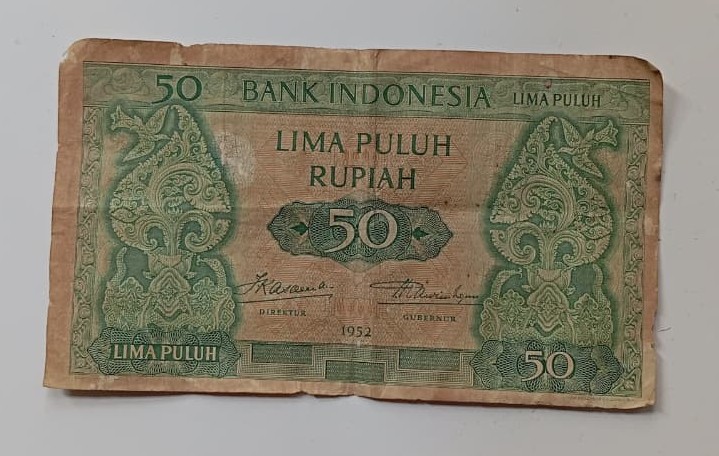 50 BANK INDONESIA LIMA PULUH
LIMA PULUH
RUPIAH
50
DIREKTUR GUBERNUR
1952
LIMA PULUH 50